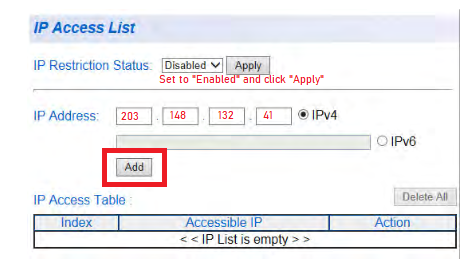 IP Access List
IP Restriction Status: Disabled Apply
Set to "Enabled" and click "Apply"
IP Address: 203 . 148 . 132 . 41 IPv4
IPv6
Add
IP Access Table : Delete All
Index Accessible IP Action
< < IP List is empty > >